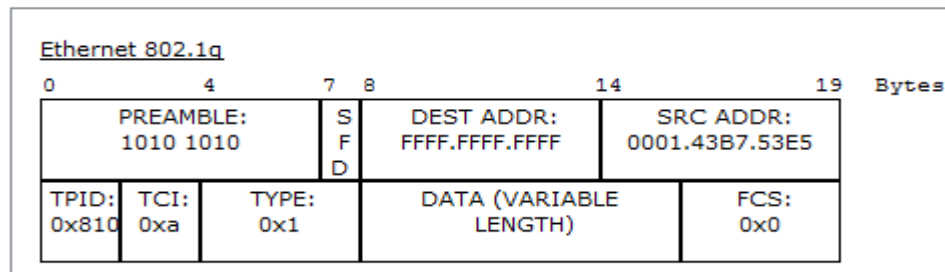 Ethernet 802.1q
0 4 7 8 14 19 Bytes
PREAMBLE: 1010 1010
SFD
DEST ADDR: FFFF.FFFF.FFFF
SRC ADDR: 0001.43B7.53E5
TPID: 0x810
TCI: 0xa
TYPE: 0x1
DATA (VARIABLE LENGTH)
FCS: 0x0